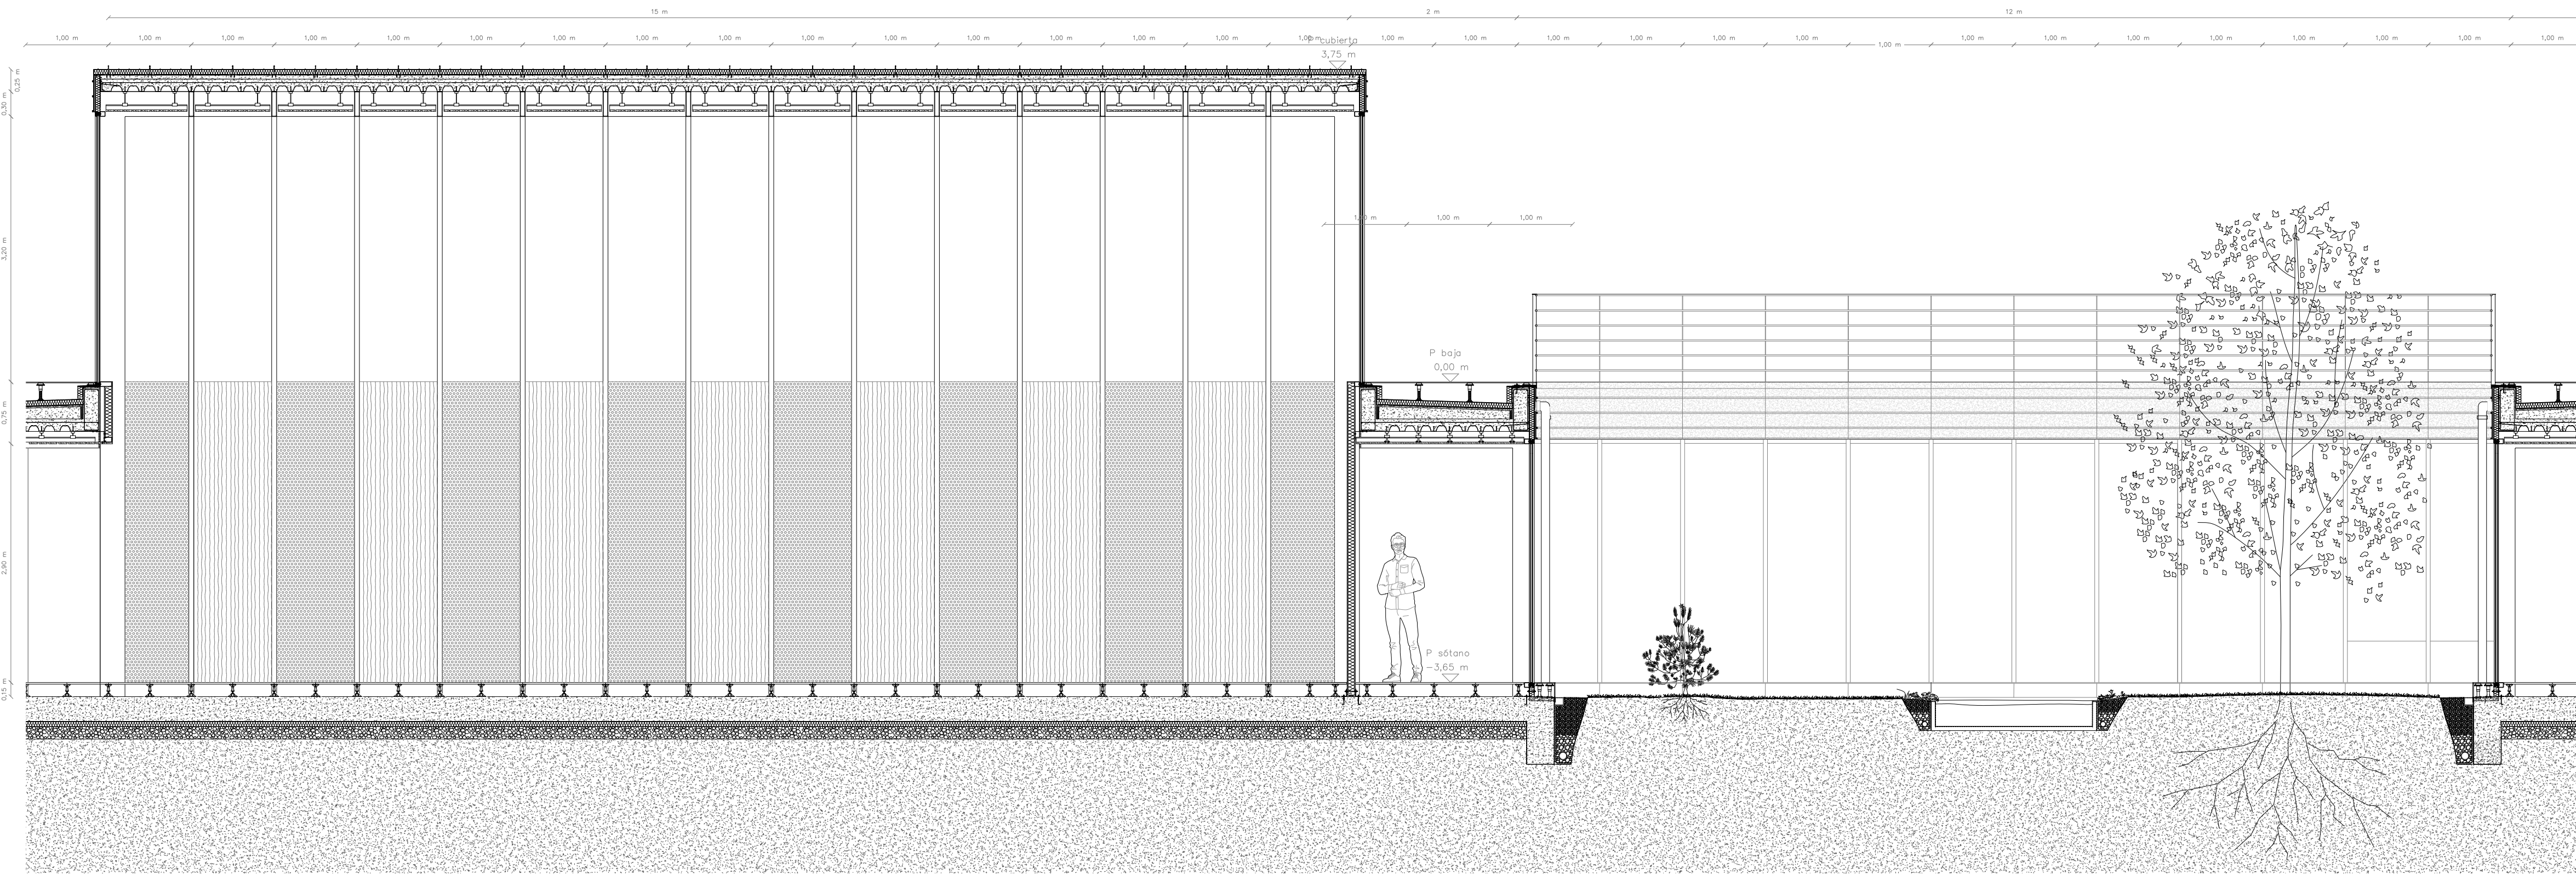 15 m
2 m
12 m
1,00 m 1,00 m 1,00 m 1,00 m 1,00 m 1,00 m 1,00 m 1,00 m 1,00 m 1,00 m 1,00 m 1,00 m 1,00 m 1,00 m 1,00 m 1,00 m 1,00 m 1,00 m 1,00 m 1,00 m 1,00 m 1,00 m 1,00 m 1,00 m 1,00 m 1,00 m 1,00 m 1,00 m 1,00 m 1,00 m 1,00 m
P cubierta
3,75 m
0,25 m
0,30 m
3,20 m
0,75 m
2,90 m
0,15 m
1,00 m 1,00 m 1,00 m
P baja
0,00 m
P sótano
-3,65 m